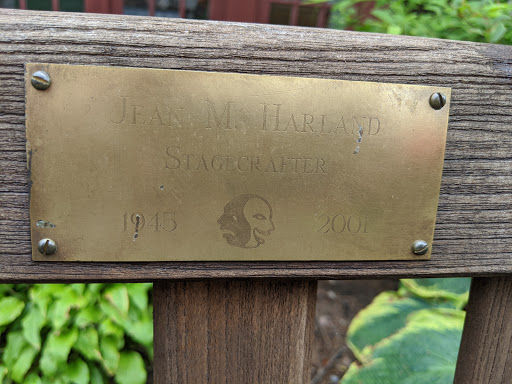 Jean M. Harland
Stagecrafter
1945 2001